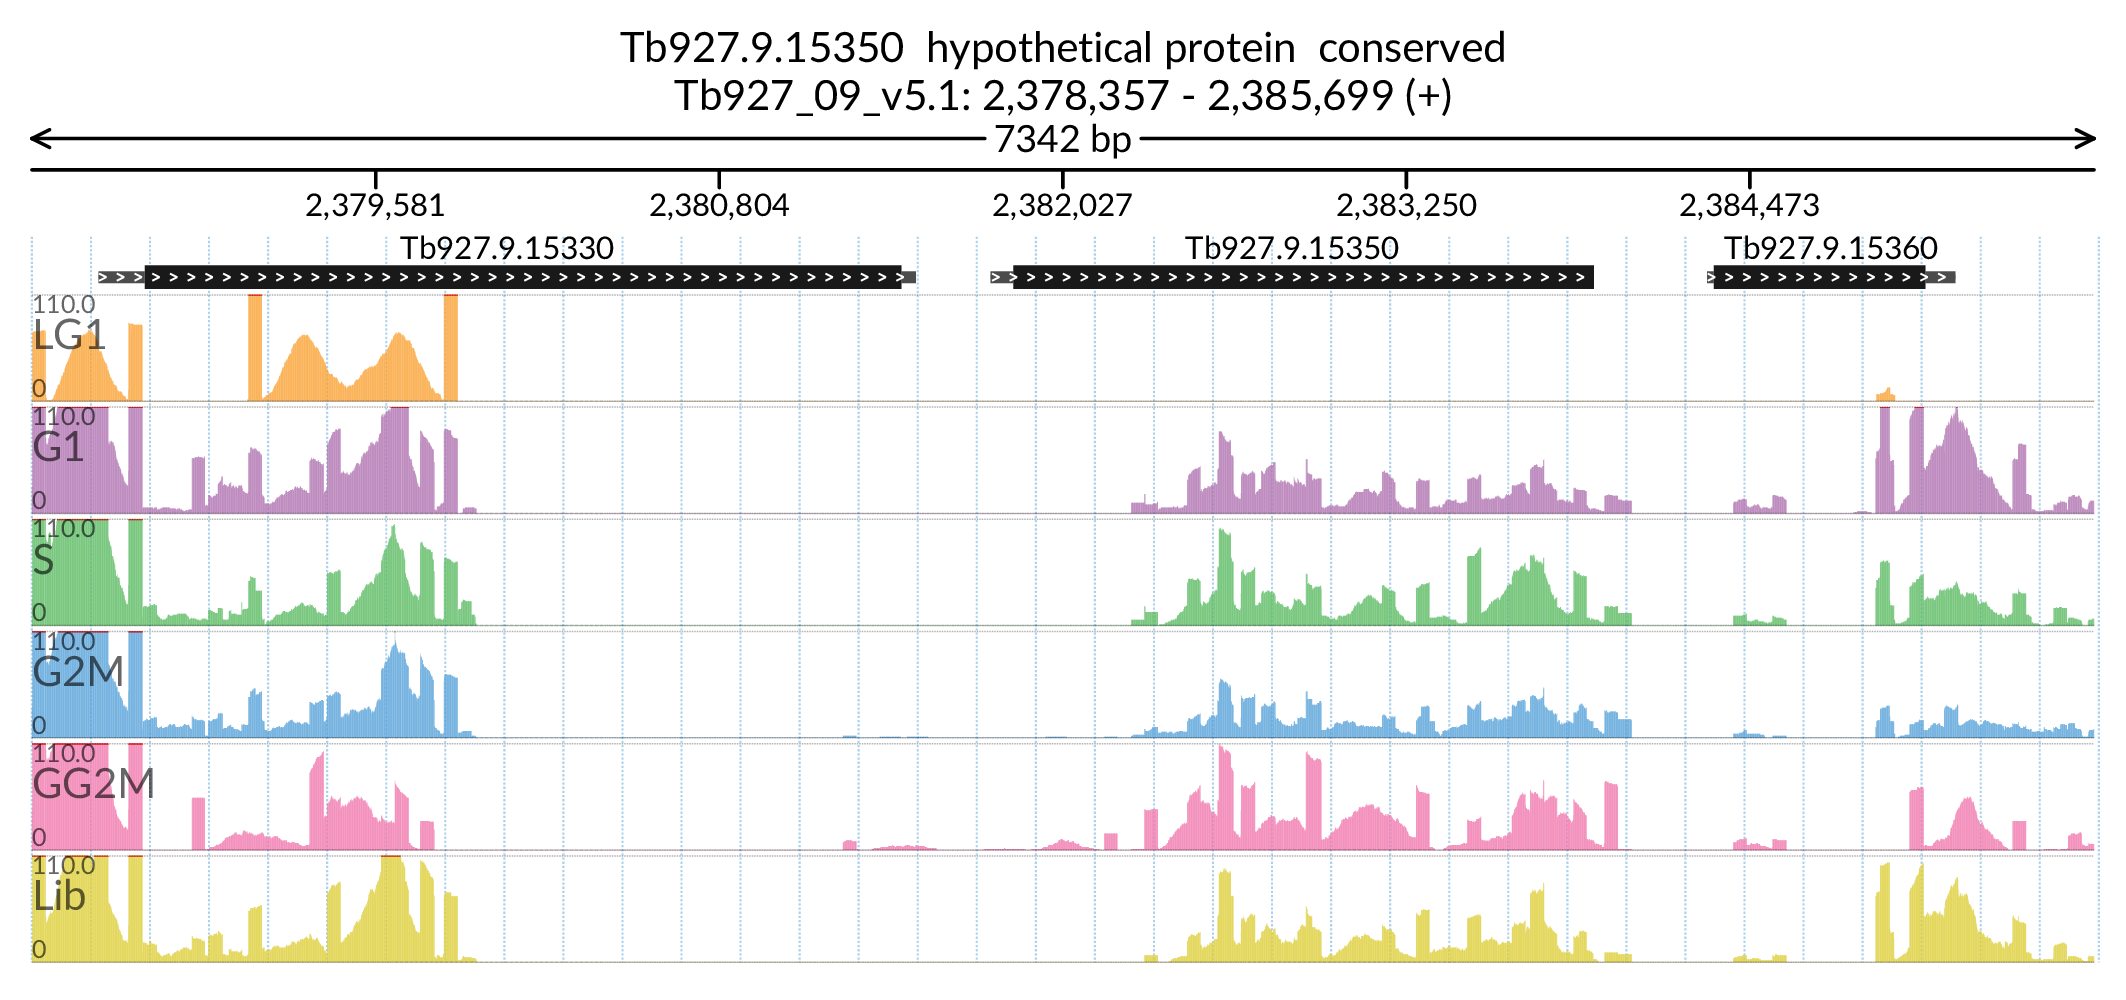 Tb927.9.15350  hypothetical protein  conserved
Tb927_09_v5.1: 2,378,357 - 2,385,699 (+)
7342 bp
2,379,581 2,380,804 2,382,027 2,383,250 2,384,473
Tb927.9.15330 Tb927.9.15350 Tb927.9.15360
110.0
LG1
0
110.0
G1
0
110.0
S
0
110.0
G2M
0
110.0
GG2M
0
110.0
Lib
0